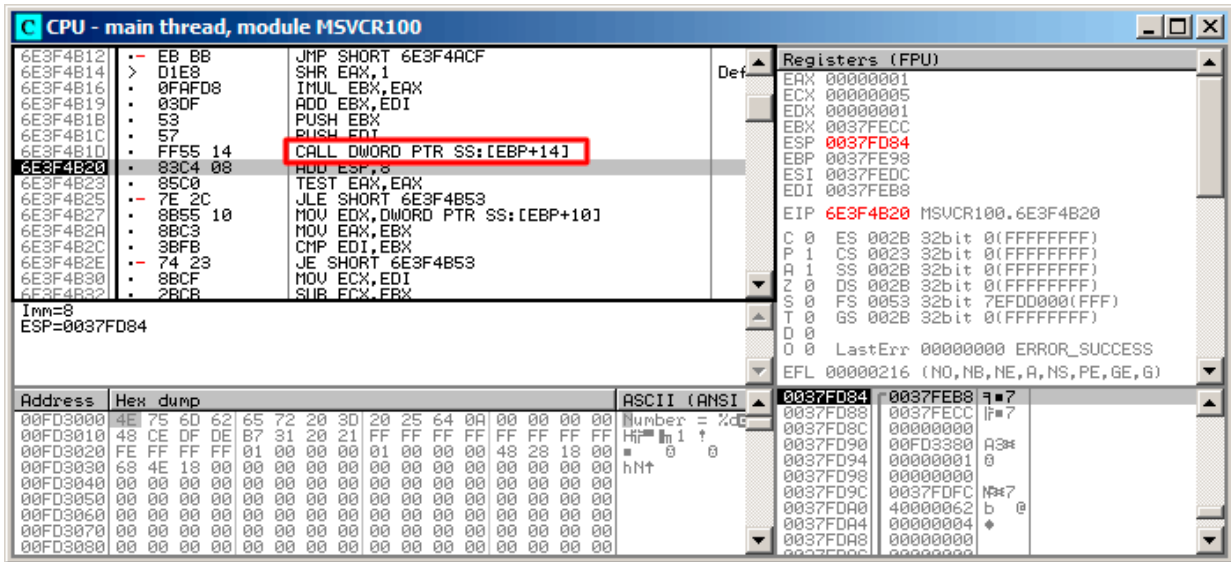 C CPU - main thread, module MSVCR100
6E3F4B12 EB BB JMP SHORT 6E3F4ACF
6E3F4B14 > D1E8 SHR EAX,1 Def
6E3F4B16 . 0FAFD8 IMUL EBX,EAX
6E3F4B19 . 03DF ADD EBX,EDI
6E3F4B1B . 53 PUSH EBX
6E3F4B1C . 57 PUSH EDI
6E3F4B1D . FF55 14 CALL DWORD PTR SS:[EBP+14]
6E3F4B20 . 83C4 08 ADD ESP,8
6E3F4B23 . 85C0 TEST EAX,EAX
6E3F4B25 .- 7E 2C JLE SHORT 6E3F4B53
6E3F4B27 . 8B55 10 MOV EDX,DWORD PTR SS:[EBP+10]
6E3F4B2A . 8BC3 MOV EAX,EBX
6E3F4B2C . 3BFB CMP EDI,EBX
6E3F4B2E .- 74 23 JE SHORT 6E3F4B53
6E3F4B30 . 8BCF MOV ECX,EDI
6E3F4B32 . 2BCB SUB ECX,EBX
Imm=8
ESP=0037FD84
Registers (FPU)
EAX 00000001
ECX 00000005
EDX 00000001
EBX 0037FECC
ESP 0037FD84
EBP 0037FE98
ESI 0037FEDC
EDI 0037FEB8
EIP 6E3F4B20 MSVCR100.6E3F4B20
C 0 ES 002B 32bit 0(FFFFFFFF)
P 1 CS 0023 32bit 0(FFFFFFFF)
A 1 SS 002B 32bit 0(FFFFFFFF)
Z 0 DS 002B 32bit 0(FFFFFFFF)
S 0 FS 0053 32bit 7EFDD000(FFF)
T 0 GS 002B 32bit 0(FFFFFFFF)
D 0
O 0 LastErr 00000000 ERROR_SUCCESS
EFL 00000216 (NO,NB,NE,A,NS,PE,GE,G)
Address Hex dump ASCII (ANSI
00FD3000 4E 75 6D 62 65 72 20 3D 20 25 64 0A 00 00 00 00 Number = %d
00FD3010 48 CE DF DE B7 31 20 21 FF FF FF FF FF FF FF FF
00FD3020 FE FF FF FF 01 00 00 00 01 00 00 00 48 28 18 00
00FD3030 68 4E 18 00 00 00 00 00 00 00 00 00 00 00 00 00 hN↑
00FD3040 00 00 00 00 00 00 00 00 00 00 00 00 00 00 00 00
00FD3050 00 00 00 00 00 00 00 00 00 00 00 00 00 00 00 00
00FD3060 00 00 00 00 00 00 00 00 00 00 00 00 00 00 00 00
00FD3070 00 00 00 00 00 00 00 00 00 00 00 00 00 00 00 00
00FD3080 00 00 00 00 00 00 00 00 00 00 00 00 00 00 00 00
0037FD84 0037FEB8
0037FD88 0037FECC
0037FD8C 00000000
0037FD90 00FD3380
0037FD94 00000001
0037FD98 00000000
0037FD9C 0037FDFC
0037FDA0 40000062 b @
0037FDA4 00000004 ♦
0037FDA8 00000000